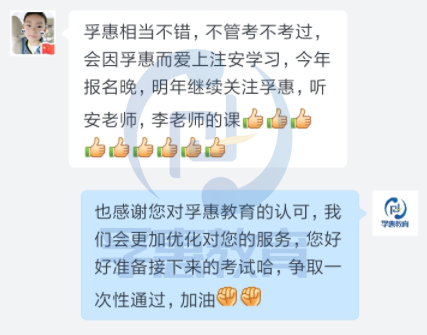 孚惠相当不错，不管考不考过，
会因孚惠而爱上注安学习，今年
报名晚，明年继续关注孚惠，听
安老师，李老师的课👍👍👍
👍👍👍👍👍👍
也感谢您对孚惠教育的认可，我
们会更加优化对您的服务，您好
好准备接下来的考试哈，争取一
次性通过，加油✊✊
孚惠教育
孚惠教育